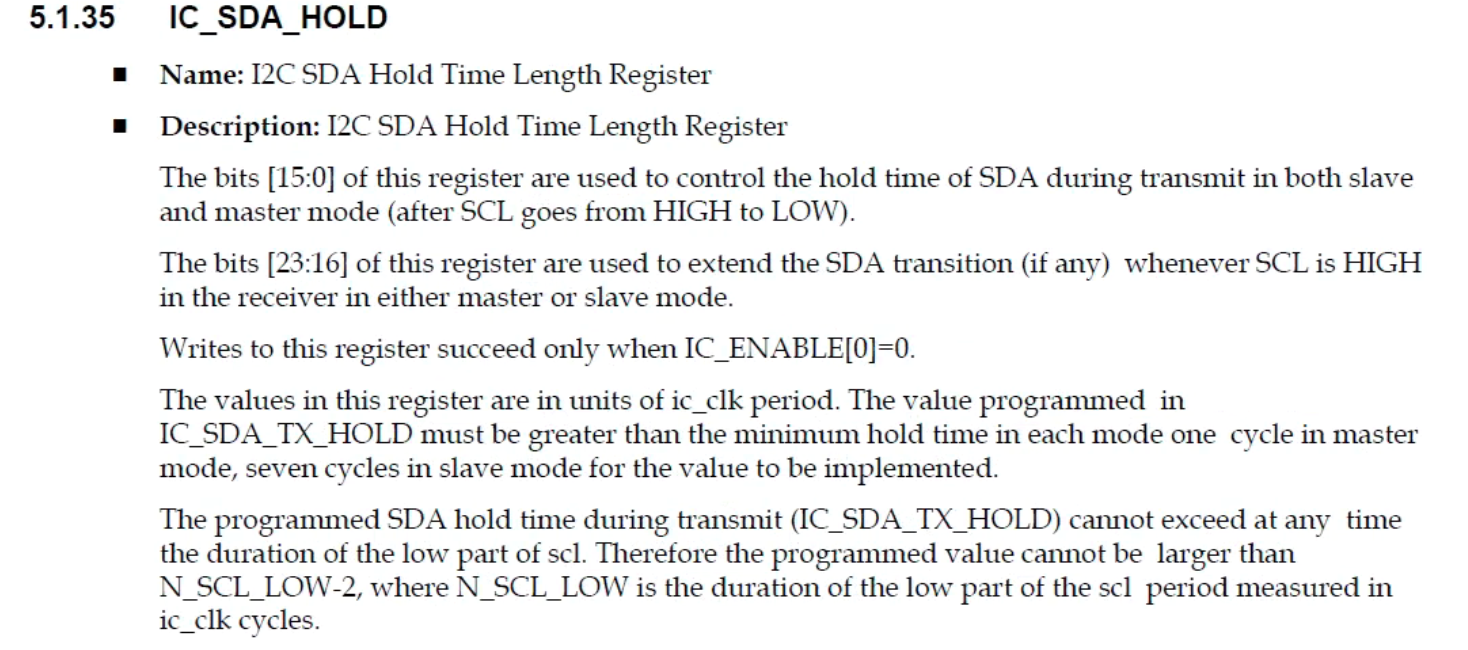 5.1.35 IC_SDA_HOLD
■ Name: I2C SDA Hold Time Length Register
■ Description: I2C SDA Hold Time Length Register
The bits [15:0] of this register are used to control the hold time of SDA during transmit in both slave
and master mode (after SCL goes from HIGH to LOW).
The bits [23:16] of this register are used to extend the SDA transition (if any) whenever SCL is HIGH
in the receiver in either master or slave mode.
Writes to this register succeed only when IC_ENABLE[0]=0.
The values in this register are in units of ic_clk period. The value programmed in
IC_SDA_TX_HOLD must be greater than the minimum hold time in each mode one cycle in master
mode, seven cycles in slave mode for the value to be implemented.
The programmed SDA hold time during transmit (IC_SDA_TX_HOLD) cannot exceed at any time
the duration of the low part of scl. Therefore the programmed value cannot be larger than
N_SCL_LOW-2, where N_SCL_LOW is the duration of the low part of the scl period measured in
ic_clk cycles.